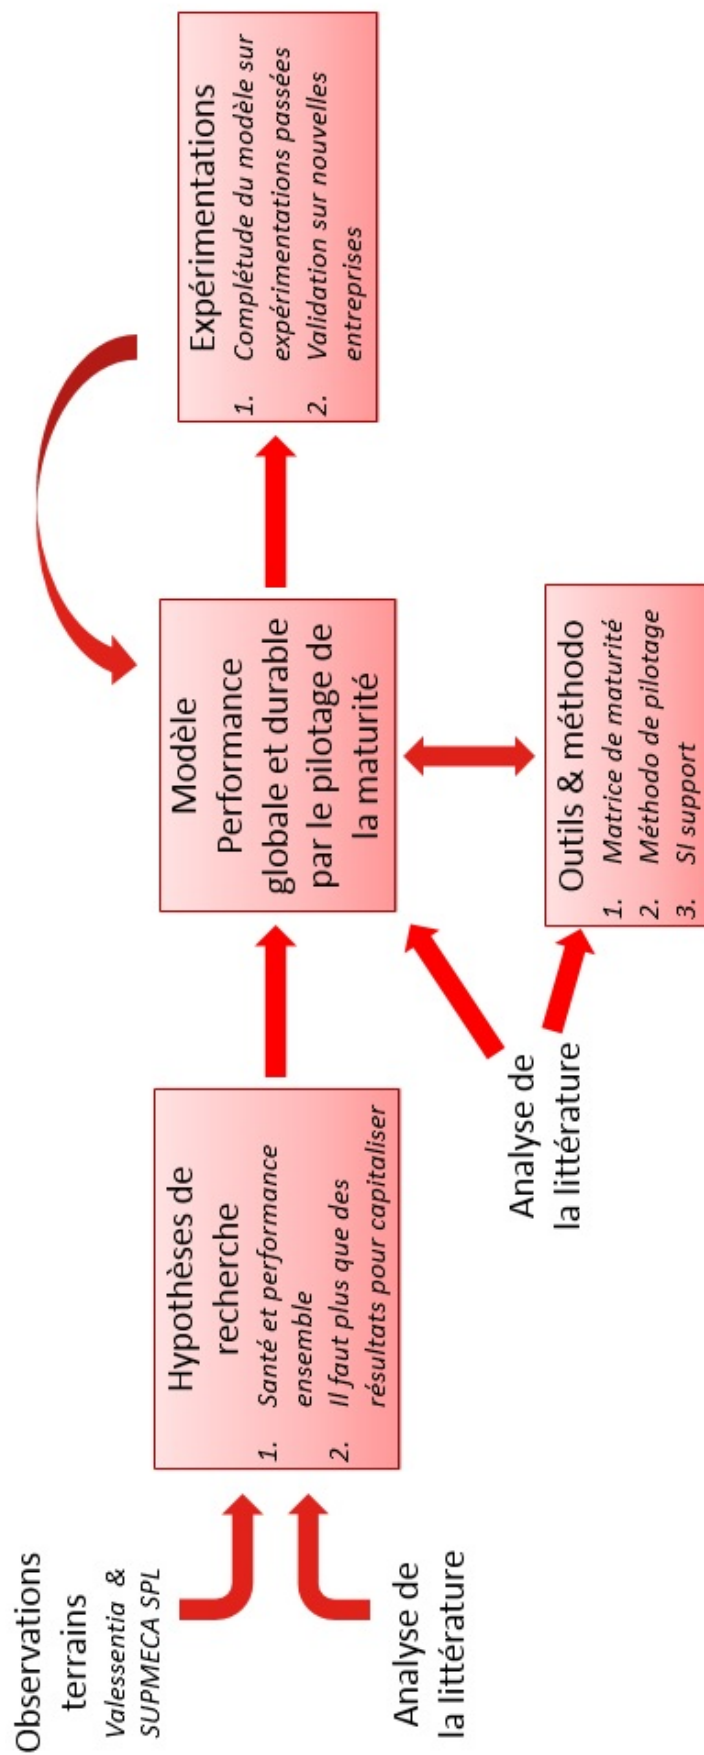 Observations
terrains
Valessentia &
SUPMECA SPL
Analyse de
la littérature
Hypothèses de
recherche
1. Santé et performance
ensemble
2. Il faut plus que des
résultats pour capitaliser
Analyse de
la littérature
Modèle
Performance
globale et durable
par le pilotage de
la maturité
Outils & méthodo
1. Matrice de maturité
2. Méthodo de pilotage
3. SI support
Expérimentations
1. Complétude du modèle sur
expérimentations passées
2. Validation sur nouvelles
entreprises